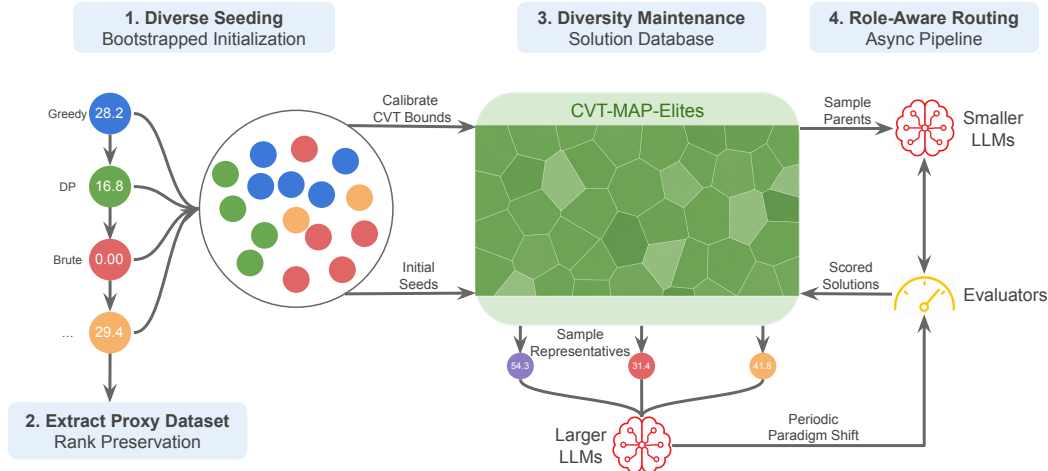 1. Diverse Seeding
Bootstrapped Initialization
3. Diversity Maintenance
Solution Database
4. Role-Aware Routing
Async Pipeline
Greedy
28.2
DP
16.8
Brute
0.00
...
29.4
2. Extract Proxy Dataset
Rank Preservation
Calibrate
CVT Bounds
Initial
Seeds
CVT-MAP-Elites
Sample
Parents
Smaller
LLMs
Scored
Solutions
Evaluators
Sample
Representatives
54.3
31.4
41.8
Larger
LLMs
Periodic
Paradigm Shift